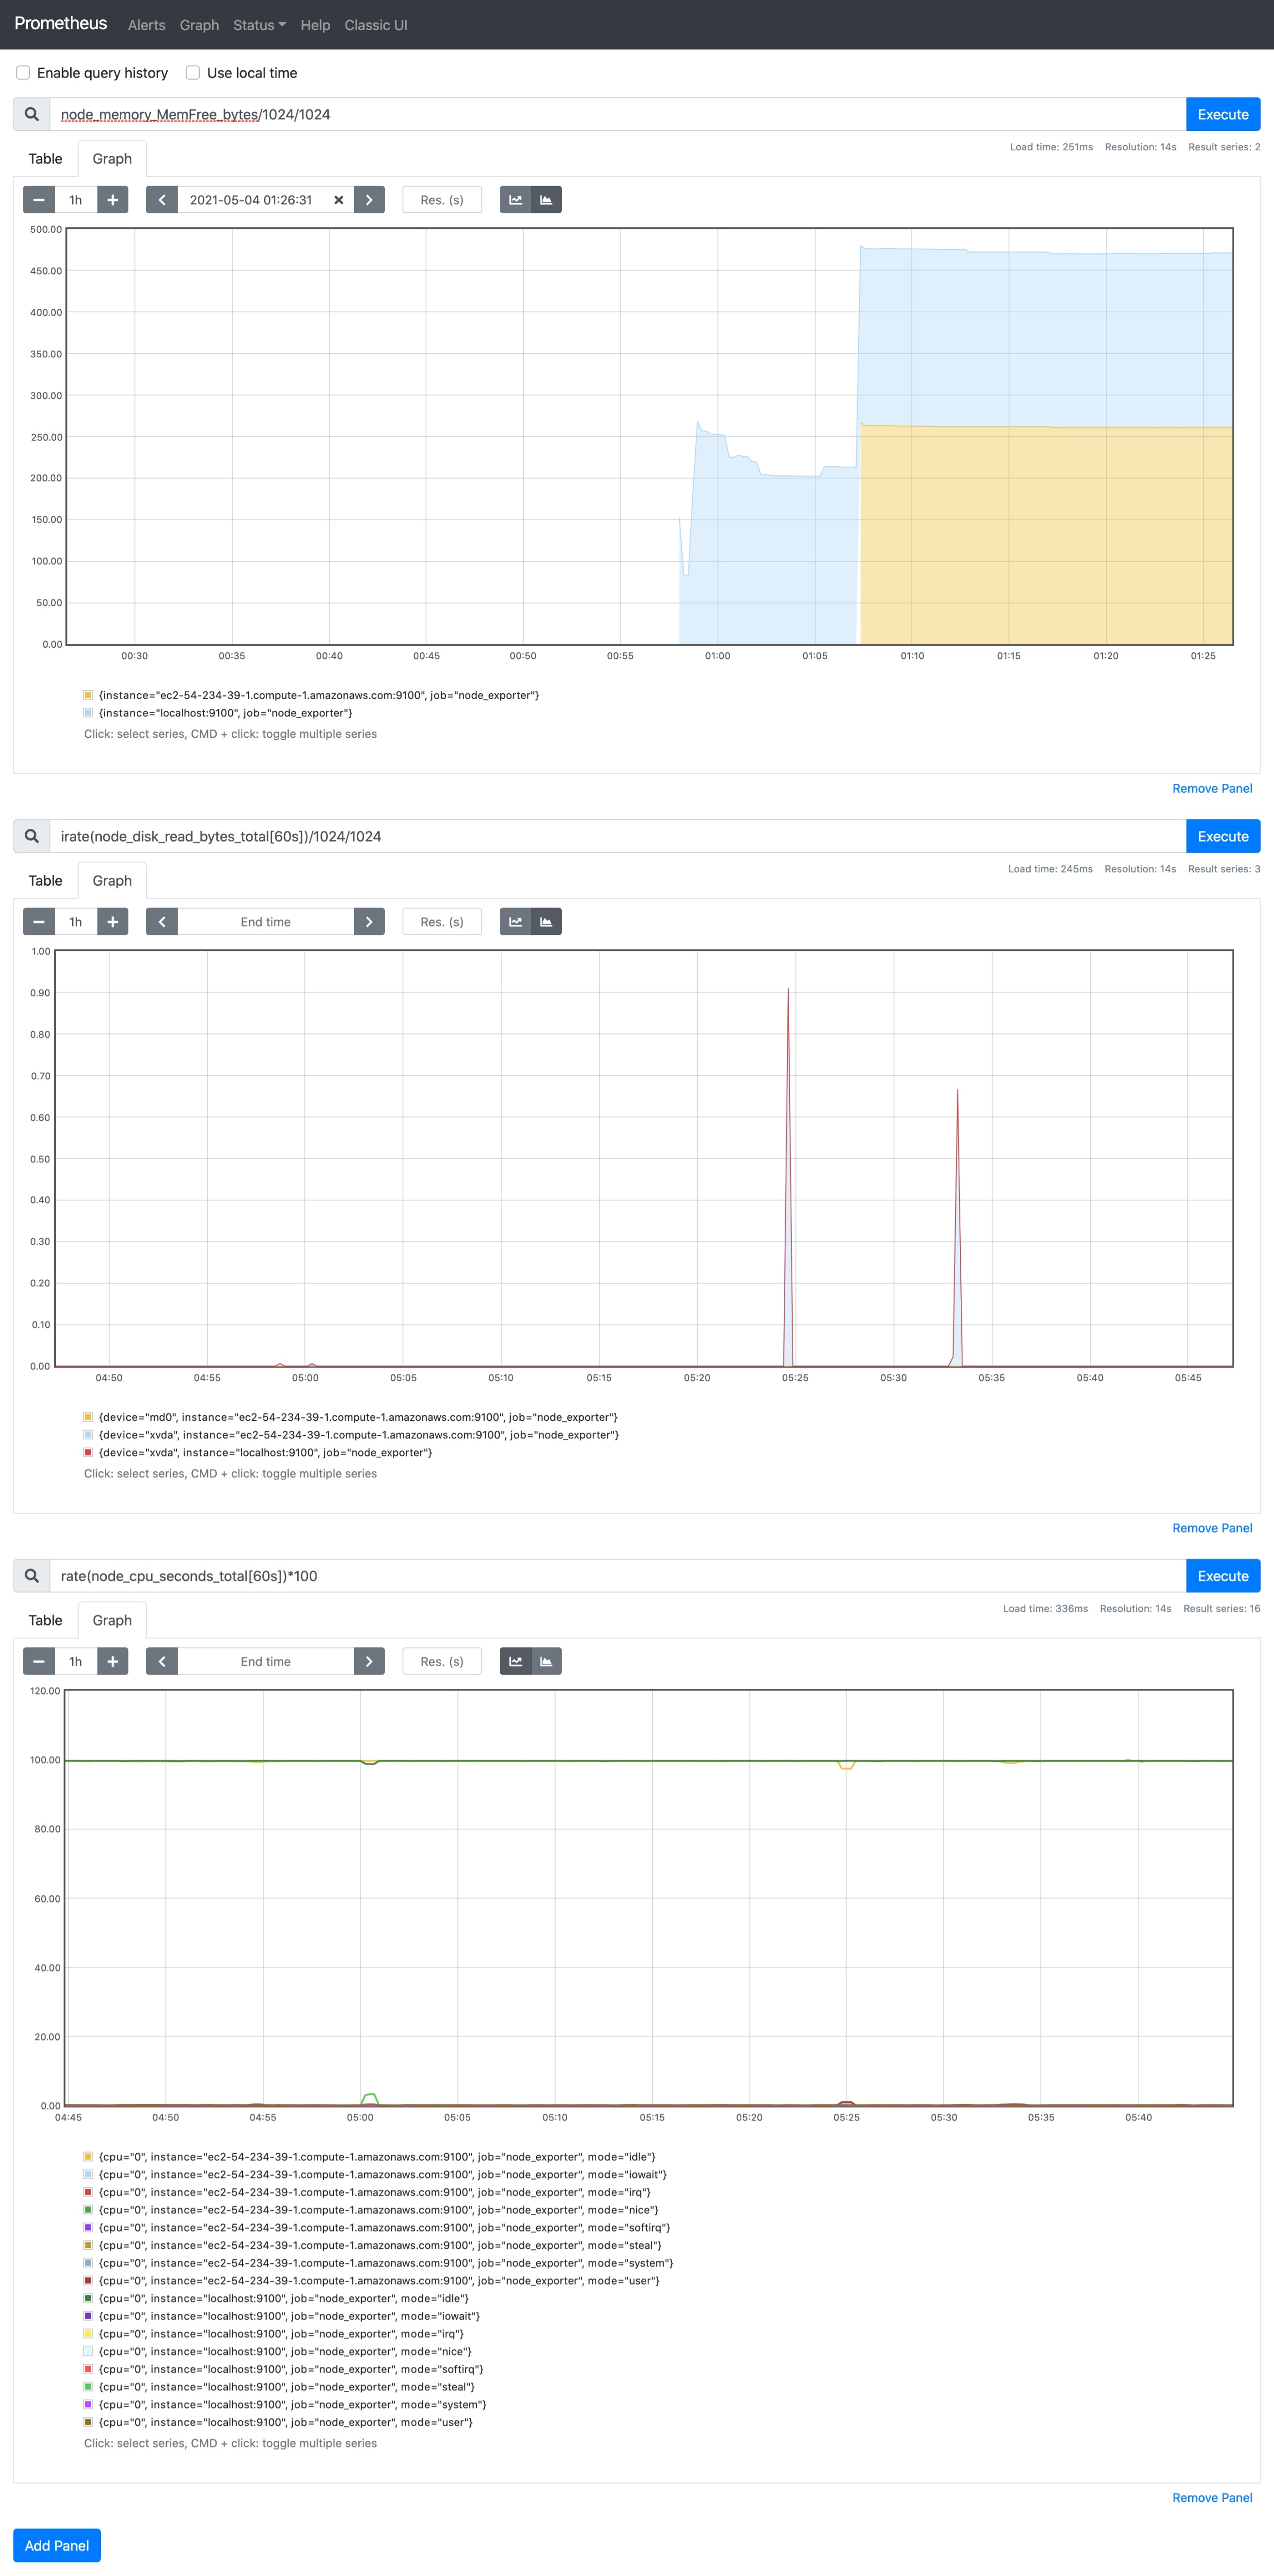 Prometheus Alerts Graph Status Help Classic UI
Enable query history Use local time
node_memory_MemFree_bytes/1024/1024 Execute
Load time: 251ms Resolution: 14s Result series: 2
Table Graph
1h 2021-05-04 01:26:31 Res. (s)
500.00
450.00
400.00
350.00
300.00
250.00
200.00
150.00
100.00
50.00
0.00
00:30 00:35 00:40 00:45 00:50 00:55 01:00 01:05 01:10 01:15 01:20 01:25
{instance="ec2-54-234-39-1.compute-1.amazonaws.com:9100", job="node_exporter"}
{instance="localhost:9100", job="node_exporter"}
Click: select series, CMD + click: toggle multiple series
Remove Panel
irate(node_disk_read_bytes_total[60s])/1024/1024 Execute
Load time: 245ms Resolution: 14s Result series: 3
Table Graph
1h End time Res. (s)
1.00
0.90
0.80
0.70
0.60
0.50
0.40
0.30
0.20
0.10
0.00
04:50 04:55 05:00 05:05 05:10 05:15 05:20 05:25 05:30 05:35 05:40 05:45
{device="md0", instance="ec2-54-234-39-1.compute-1.amazonaws.com:9100", job="node_exporter"}
{device="xvda", instance="ec2-54-234-39-1.compute-1.amazonaws.com:9100", job="node_exporter"}
{device="xvda", instance="localhost:9100", job="node_exporter"}
Click: select series, CMD + click: toggle multiple series
Remove Panel
rate(node_cpu_seconds_total[60s])*100 Execute
Load time: 336ms Resolution: 14s Result series: 16
Table Graph
1h End time Res. (s)
120.00
100.00
80.00
60.00
40.00
20.00
0.00
04:45 04:50 04:55 05:00 05:05 05:10 05:15 05:20 05:25 05:30 05:35 05:40
{cpu="0", instance="ec2-54-234-39-1.compute-1.amazonaws.com:9100", job="node_exporter", mode="idle"}
{cpu="0", instance="ec2-54-234-39-1.compute-1.amazonaws.com:9100", job="node_exporter", mode="iowait"}
{cpu="0", instance="ec2-54-234-39-1.compute-1.amazonaws.com:9100", job="node_exporter", mode="irq"}
{cpu="0", instance="ec2-54-234-39-1.compute-1.amazonaws.com:9100", job="node_exporter", mode="nice"}
{cpu="0", instance="ec2-54-234-39-1.compute-1.amazonaws.com:9100", job="node_exporter", mode="softirq"}
{cpu="0", instance="ec2-54-234-39-1.compute-1.amazonaws.com:9100", job="node_exporter", mode="steal"}
{cpu="0", instance="ec2-54-234-39-1.compute-1.amazonaws.com:9100", job="node_exporter", mode="system"}
{cpu="0", instance="ec2-54-234-39-1.compute-1.amazonaws.com:9100", job="node_exporter", mode="user"}
{cpu="0", instance="localhost:9100", job="node_exporter", mode="idle"}
{cpu="0", instance="localhost:9100", job="node_exporter", mode="iowait"}
{cpu="0", instance="localhost:9100", job="node_exporter", mode="irq"}
{cpu="0", instance="localhost:9100", job="node_exporter", mode="nice"}
{cpu="0", instance="localhost:9100", job="node_exporter", mode="softirq"}
{cpu="0", instance="localhost:9100", job="node_exporter", mode="steal"}
{cpu="0", instance="localhost:9100", job="node_exporter", mode="system"}
{cpu="0", instance="localhost:9100", job="node_exporter", mode="user"}
Click: select series, CMD + click: toggle multiple series
Remove Panel
Add Panel